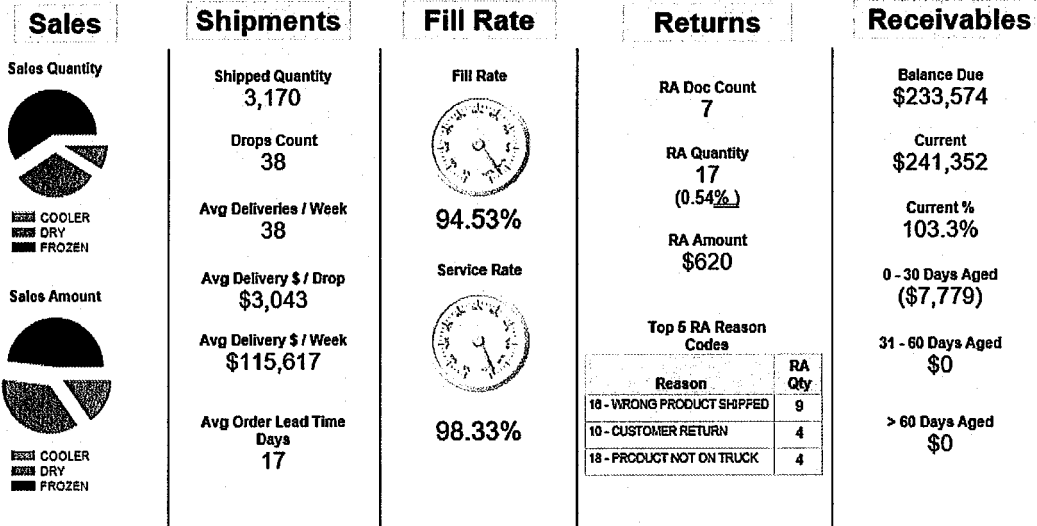 Sales
Sales Quantity
COOLER
DRY
FROZEN
Sales Amount
COOLER
DRY
FROZEN
Shipments
Shipped Quantity
3,170
Drops Count
38
Avg Deliveries / Week
38
Avg Delivery $ / Drop
$3,043
Avg Delivery $ / Week
$115,617
Avg Order Lead Time
Days
17
Fill Rate
Fill Rate
94.53%
Service Rate
98.33%
Returns
RA Doc Count
7
RA Quantity
17
(0.54% )
RA Amount
$620
Top 5 RA Reason
Codes
Reason RA Qty
16 - WRONG PRODUCT SHIPPED 9
10 - CUSTOMER RETURN 4
18 - PRODUCT NOT ON TRUCK 4
Receivables
Balance Due
$233,574
Current
$241,352
Current %
103.3%
0 - 30 Days Aged
($7,779)
31 - 60 Days Aged
$0
> 60 Days Aged
$0